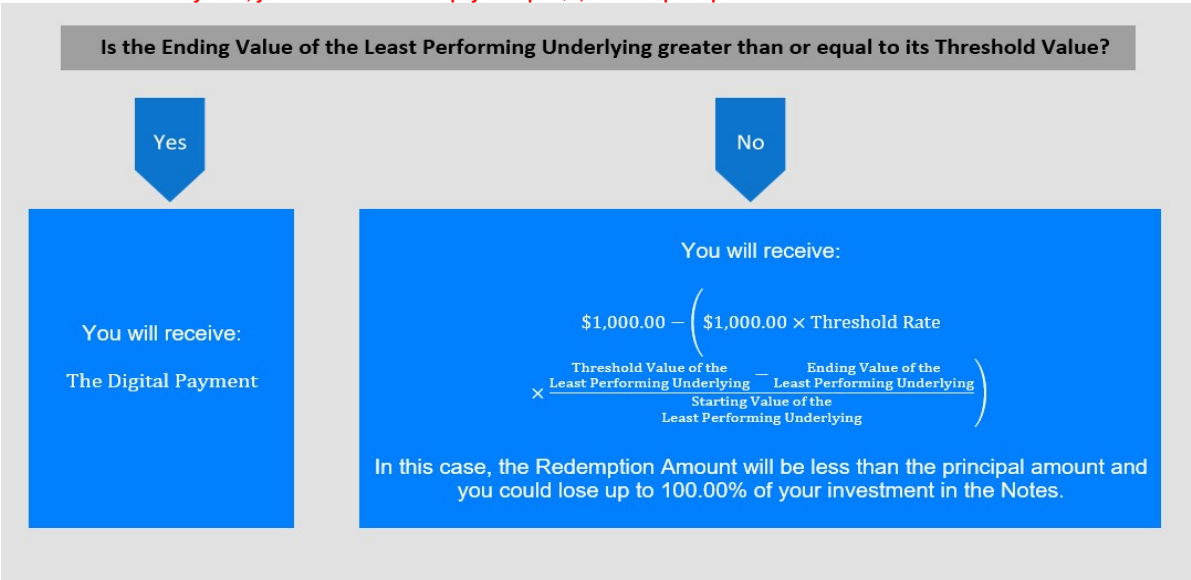 Is the Ending Value of the Least Performing Underlying greater than or equal to its Threshold Value?
Yes
No
You will receive:
The Digital Payment
You will receive:
$1,000.00 − ( $1,000.00 × Threshold Rate
Threshold Value of the − Ending Value of the
× Least Performing Underlying Least Performing Underlying )
Starting Value of the
Least Performing Underlying
In this case, the Redemption Amount will be less than the principal amount and
you could lose up to 100.00% of your investment in the Notes.